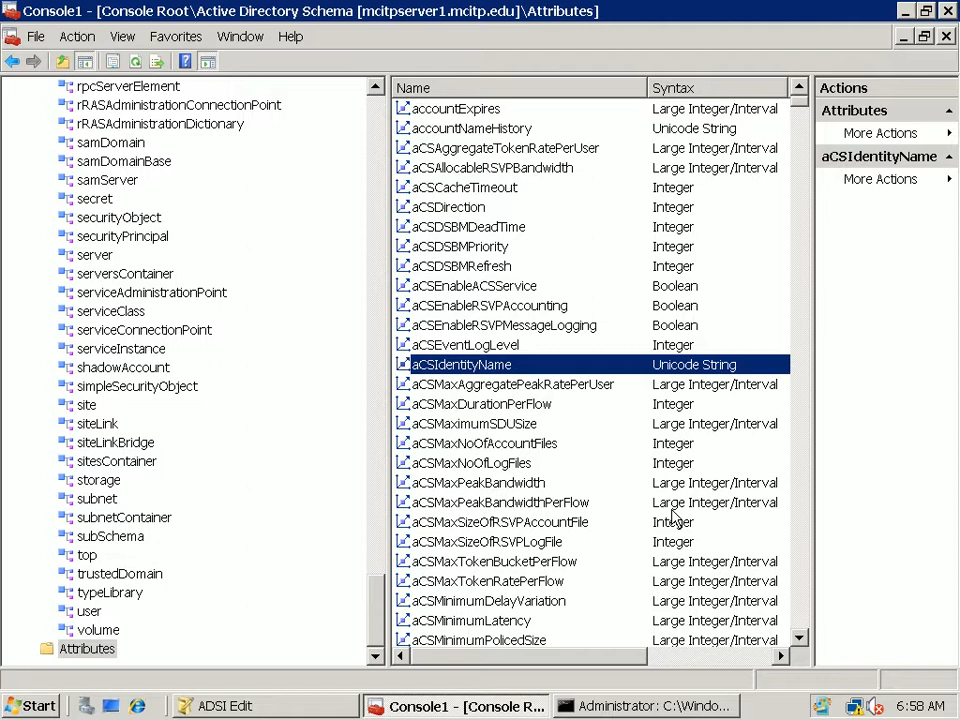 Console1 - [Console Root\Active Directory Schema [mcitpserver1.mcitp.edu]\Attributes]
File Action View Favorites Window Help
rpcServerElement
rRASAdministrationConnectionPoint
rRASAdministrationDictionary
samDomain
samDomainBase
samServer
secret
securityObject
securityPrincipal
server
serversContainer
serviceAdministrationPoint
serviceClass
serviceConnectionPoint
serviceInstance
shadowAccount
simpleSecurityObject
site
siteLink
siteLinkBridge
sitesContainer
storage
subnet
subnetContainer
subSchema
top
trustedDomain
typeLibrary
user
volume
Attributes
Name Syntax
accountExpires Large Integer/Interval
accountNameHistory Unicode String
aCSAggregateTokenRatePerUser Large Integer/Interval
aCSAllocableRSVPBandwidth Large Integer/Interval
aCSCacheTimeout Integer
aCSDirection Integer
aCSDSBMDeadTime Integer
aCSDSBMPriority Integer
aCSDSBMRefresh Integer
aCSEnableACSService Boolean
aCSEnableRSVPAccounting Boolean
aCSEnableRSVPMessageLogging Boolean
aCSEventLogLevel Integer
aCSIdentityName Unicode String
aCSMaxAggregatePeakRatePerUser Large Integer/Interval
aCSMaxDurationPerFlow Integer
aCSMaximumSDUSize Large Integer/Interval
aCSMaxNoOfAccountFiles Integer
aCSMaxNoOfLogFiles Integer
aCSMaxPeakBandwidth Large Integer/Interval
aCSMaxPeakBandwidthPerFlow Large Integer/Interval
aCSMaxSizeOfRSVPAccountFile Integer
aCSMaxSizeOfRSVPLogFile Integer
aCSMaxTokenBucketPerFlow Large Integer/Interval
aCSMaxTokenRatePerFlow Large Integer/Interval
aCSMinimumDelayVariation Large Integer/Interval
aCSMinimumLatency Large Integer/Interval
aCSMinimumPolicedSize Large Integer/Interval
Actions
Attributes
More Actions
aCSIdentityName
More Actions
Start ADSI Edit Console1 - [Console R... Administrator: C:\Windo... 6:58 AM